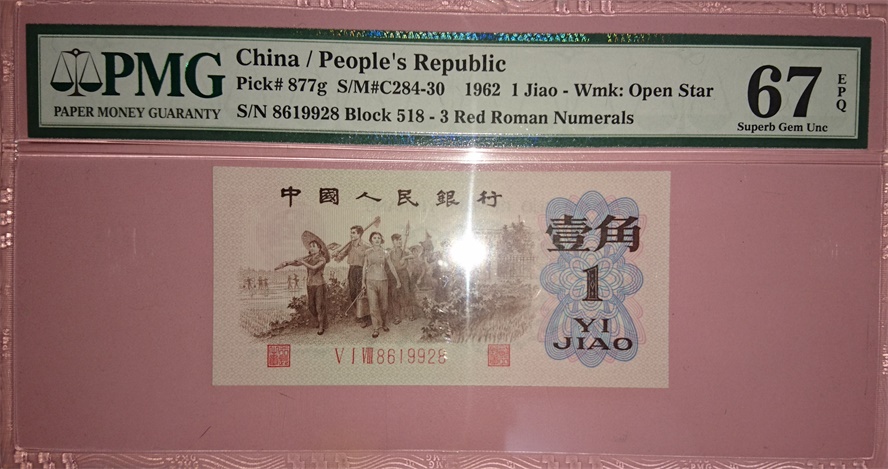 PMG
PAPER MONEY GUARANTY
China / People's Republic
Pick# 877g S/M#C284-30 1962 1 Jiao - Wmk: Open Star
S/N 8619928 Block 518 - 3 Red Roman Numerals
67
EPQ
Superb Gem Unc
中國人民銀行
壹角
1
YI
JIAO
V I VIII 8619928